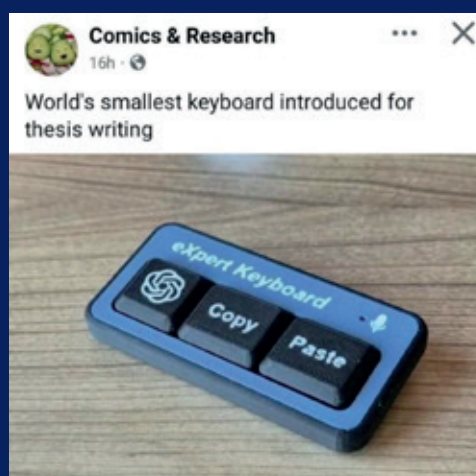 Comics & Research
16h ·
World's smallest keyboard introduced for
thesis writing
eXpert Keyboard
Copy
Paste